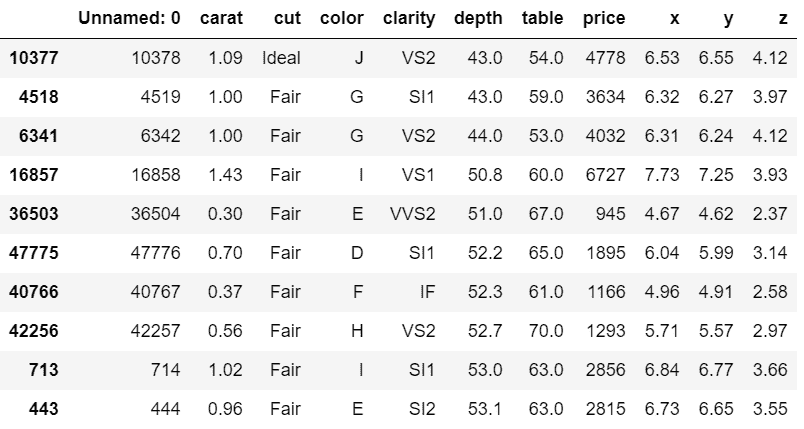 Unnamed: 0 carat cut color clarity depth table price x y z
10377 10378 1.09 Ideal J VS2 43.0 54.0 4778 6.53 6.55 4.12
4518 4519 1.00 Fair G SI1 43.0 59.0 3634 6.32 6.27 3.97
6341 6342 1.00 Fair G VS2 44.0 53.0 4032 6.31 6.24 4.12
16857 16858 1.43 Fair I VS1 50.8 60.0 6727 7.73 7.25 3.93
36503 36504 0.30 Fair E VVS2 51.0 67.0 945 4.67 4.62 2.37
47775 47776 0.70 Fair D SI1 52.2 65.0 1895 6.04 5.99 3.14
40766 40767 0.37 Fair F IF 52.3 61.0 1166 4.96 4.91 2.58
42256 42257 0.56 Fair H VS2 52.7 70.0 1293 5.71 5.57 2.97
713 714 1.02 Fair I SI1 53.0 63.0 2856 6.84 6.77 3.66
443 444 0.96 Fair E SI2 53.1 63.0 2815 6.73 6.65 3.55